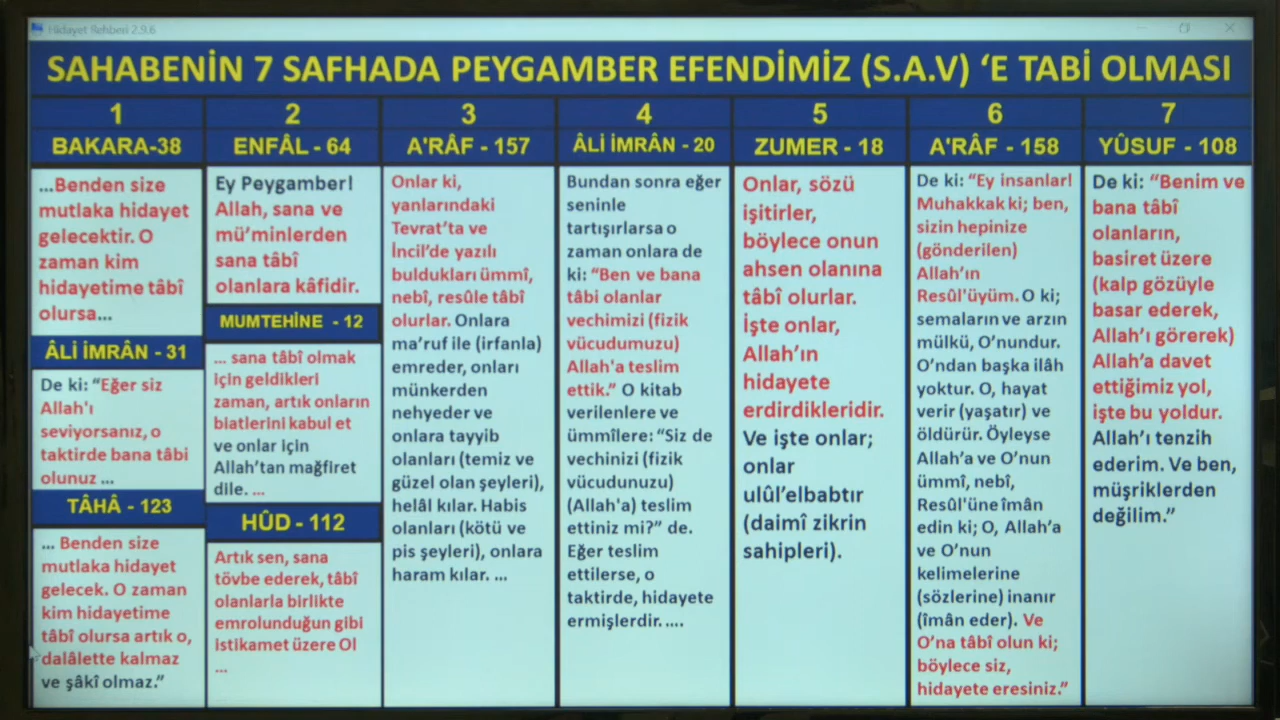 Hidayet Rehberi 2.9.6
SAHABENİN 7 SAFHADA PEYGAMBER EFENDİMİZ (S.A.V) ‘E TABİ OLMASI
1
BAKARA-38
...Benden size
mutlaka hidayet
gelecektir. O
zaman kim
hidayetime tâbî
olursa...
ÂLİ İMRÂN - 31
De ki: “Eğer siz
Allah'ı
seviyorsanız, o
taktirde bana tâbi
olunuz ...
TÂHÂ - 123
... Benden size
mutlaka hidayet
gelecek. O zaman
kim hidayetime
tâbî olursa artık o,
dalâlette kalmaz
ve şâkî olmaz.”
2
ENFÂL - 64
Ey Peygamber!
Allah, sana ve
mü’minlerden
sana tâbî
olanlara kâfidir.
MUMTEHİNE - 12
... sana tâbî olmak
için geldikleri
zaman, artık onların
biatlerini kabul et
ve onlar için
Allah’tan mağfiret
dile. ...
HÛD - 112
Artık sen, sana
tövbe ederek, tâbî
olanlarla birlikte
emrolunduğun gibi
istikamet üzere Ol
...
3
A'RÂF - 157
Onlar ki,
yanlarındaki
Tevrat’ta ve
İncil’de yazılı
buldukları ümmî,
nebî, resûle tâbî
olurlar. Onlara
ma’ruf ile (irfanla)
emreder, onları
münkerden
nehyeder ve
onlara tayyib
olanları (temiz ve
güzel olan şeyleri),
helâl kılar. Habis
olanları (kötü ve
pis şeyleri), onlara
haram kılar. ...
4
ÂLİ İMRÂN - 20
Bundan sonra eğer
seninle
tartışırlarsa o
zaman onlara de
ki: “Ben ve bana
tâbi olanlar
vechimizi (fizik
vücudumuzu)
Allah'a teslim
ettik.” O kitab
verilenlere ve
ümmîlere: “Siz de
vechinizi (fizik
vücudunuzu)
(Allah'a) teslim
ettiniz mi?” de.
Eğer teslim
ettilerse, o
taktirde, hidayete
ermişlerdir. ....
5
ZUMER - 18
Onlar, sözü
işitirler,
böylece onun
ahsen olanına
tâbî olurlar.
İşte onlar,
Allah’ın
hidayete
erdirdikleridir.
Ve işte onlar;
onlar
ulûl’elbabtır
(daimî zikrin
sahipleri).
6
A'RÂF - 158
De ki: “Ey insanlar!
Muhakkak ki; ben,
sizin hepinize
(gönderilen)
Allah’ın
Resûl'üyüm. O ki;
semaların ve arzın
mülkü, O’nundur.
O’ndan başka ilâh
yoktur. O, hayat
verir (yaşatır) ve
öldürür. Öyleyse
Allah’a ve O’nun
ümmî, nebî,
Resûl'üne îmân
edin ki; O, Allah’a
ve O’nun
kelimelerine
(sözlerine) inanır
(îmân eder). Ve
O’na tâbî olun ki;
böylece siz,
hidayete eresiniz.”
7
YÛSUF - 108
De ki: “Benim ve
bana tâbî
olanların,
basiret üzere
(kalp gözüyle
basar ederek,
Allah’ı görerek)
Allah’a davet
ettiğimiz yol,
işte bu yoldur.
Allah’ı tenzih
ederim. Ve ben,
müşriklerden
değilim.”